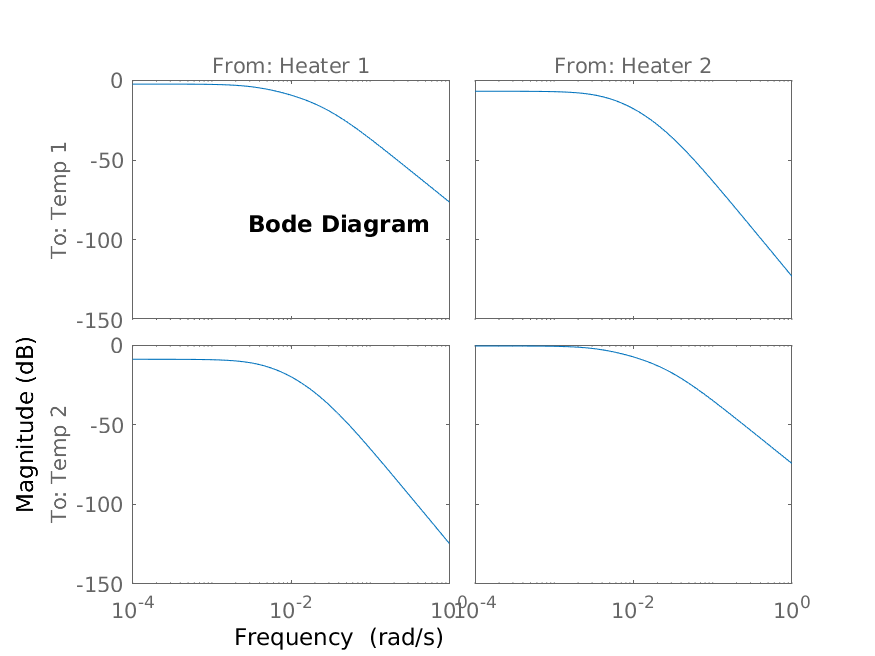 From: Heater 1
From: Heater 2
0
-50
-100
-150
To: Temp 1
Bode Diagram
0
-50
-100
-150
To: Temp 2
Magnitude (dB)
10^-4
10^-2
10^0
10^-4
10^-2
10^0
Frequency (rad/s)